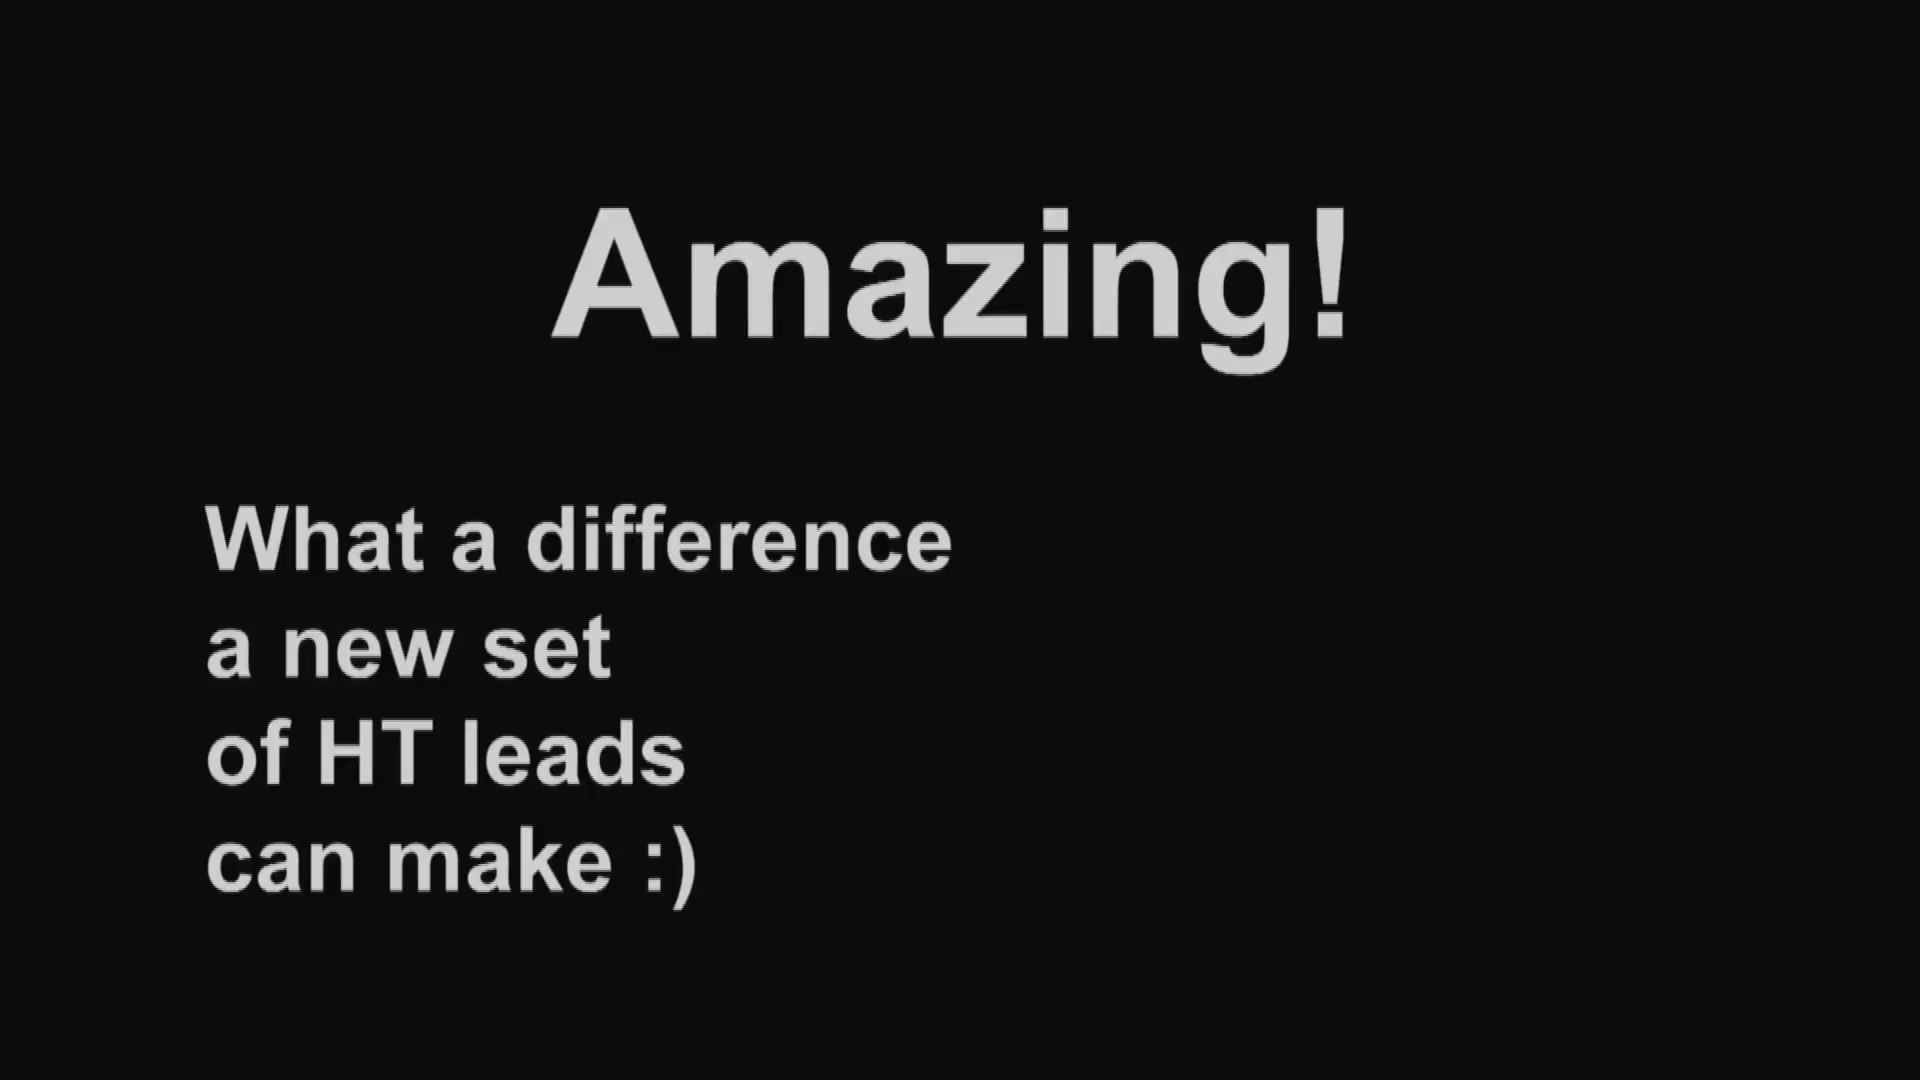 Amazing!
What a difference
a new set
of HT leads
can make :)